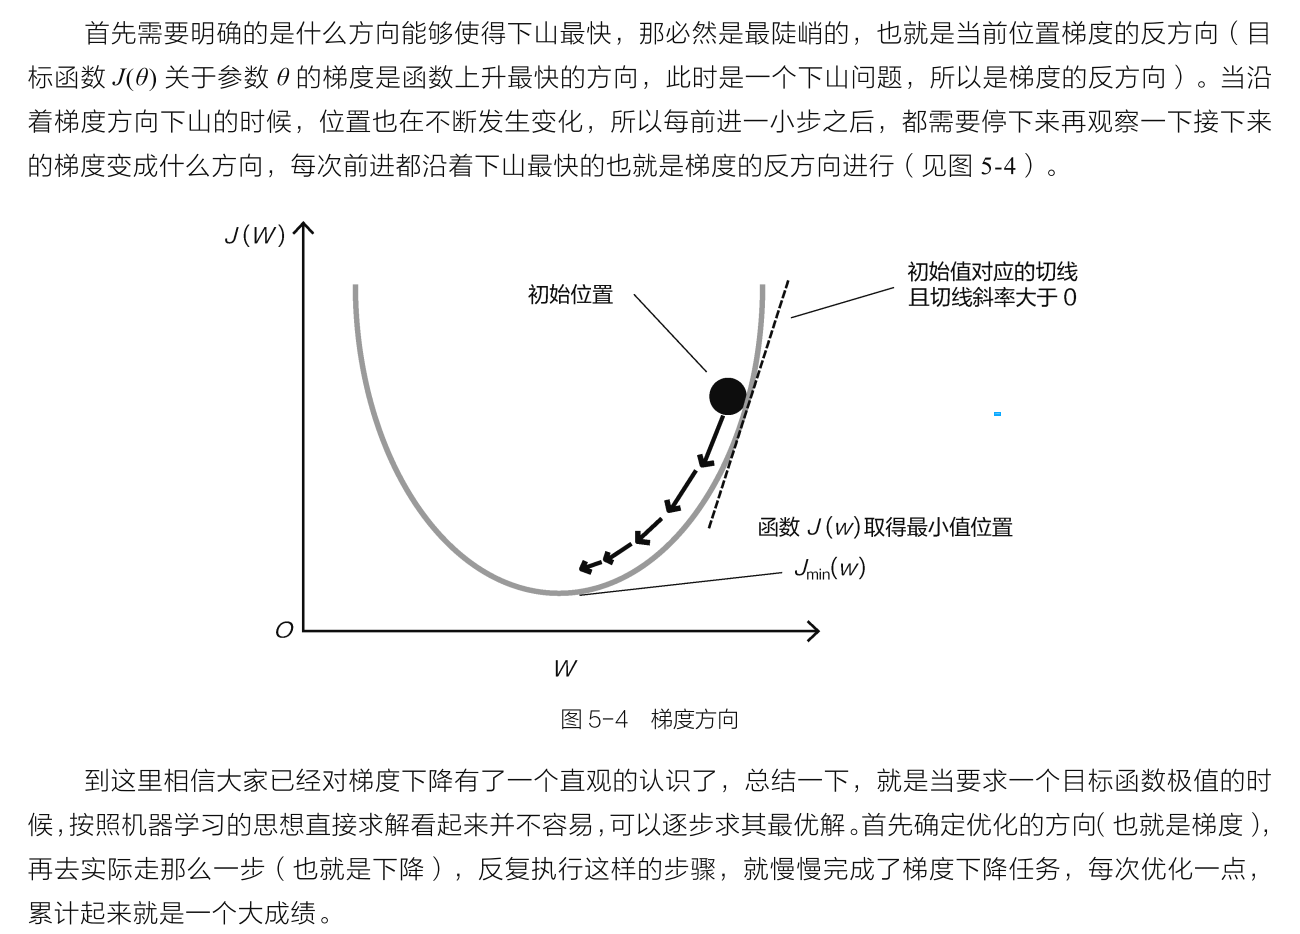 首先需要明确的是什么方向能够使得下山最快，那必然是最陡峭的，也就是当前位置梯度的反方向（目
标函数 J(θ) 关于参数 θ 的梯度是函数上升最快的方向，此时是一个下山问题，所以是梯度的反方向）。当沿
着梯度方向下山的时候，位置也在不断发生变化，所以每前进一小步之后，都需要停下来再观察一下接下来
的梯度变成什么方向，每次前进都沿着下山最快的也就是梯度的反方向进行（见图 5-4）。
J(W)
初始位置
初始值对应的切线
且切线斜率大于 0
函数 J(w)取得最小值位置
Jmin(w)
O
W
图 5-4　梯度方向
到这里相信大家已经对梯度下降有了一个直观的认识了，总结一下，就是当要求一个目标函数极值的时
候，按照机器学习的思想直接求解看起来并不容易，可以逐步求其最优解。首先确定优化的方向（也就是梯度），
再去实际走那么一步（也就是下降），反复执行这样的步骤，就慢慢完成了梯度下降任务，每次优化一点，
累计起来就是一个大成绩。